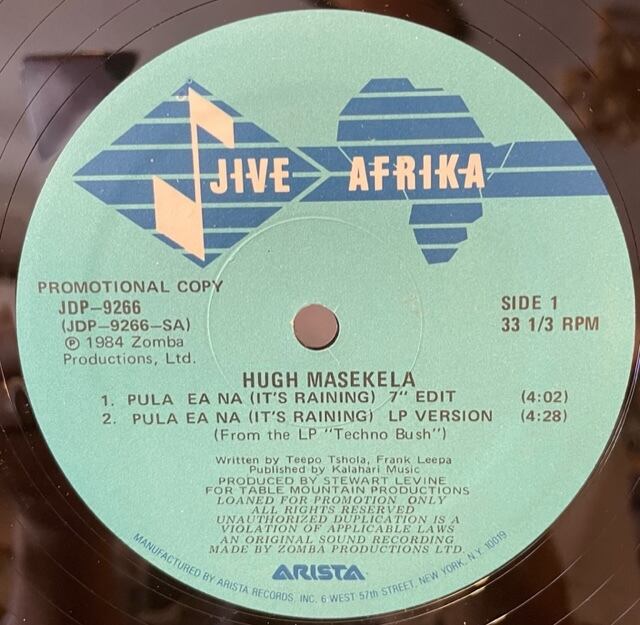 JIVE AFRIKA
PROMOTIONAL COPY
JDP-9266
(JDP-9266-SA)
℗ 1984 Zomba
Productions, Ltd.
SIDE 1
33 1/3 RPM
HUGH MASEKELA
1. PULA EA NA (IT'S RAINING) 7" EDIT (4:02)
2. PULA EA NA (IT'S RAINING) LP VERSION (4:28)
(From the LP "Techno Bush")
Written by Teepo Tshola, Frank Leepa
Published by Kalahari Music
PRODUCED BY STEWART LEVINE
FOR TABLE MOUNTAIN PRODUCTIONS
LOANED FOR PROMOTION ONLY
ALL RIGHTS RESERVED
UNAUTHORIZED DUPLICATION IS A
VIOLATION OF APPLICABLE LAWS
AN ORIGINAL SOUND RECORDING
MADE BY ZOMBA PRODUCTIONS LTD.
ARISTA
MANUFACTURED BY ARISTA RECORDS, INC. 6 WEST 57th STREET, NEW YORK, N.Y. 10019